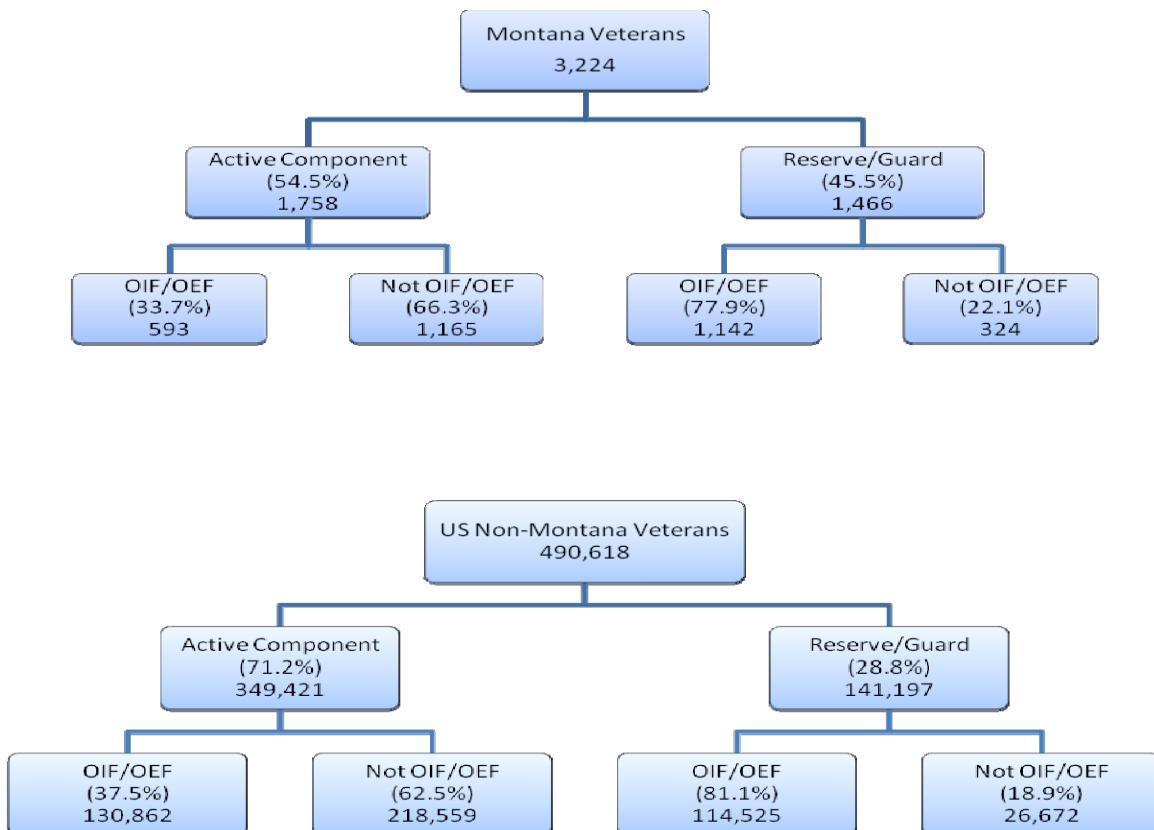 Montana Veterans
3,224
Active Component
(54.5%)
1,758
Reserve/Guard
(45.5%)
1,466
OIF/OEF
(33.7%)
593
Not OIF/OEF
(66.3%)
1,165
OIF/OEF
(77.9%)
1,142
Not OIF/OEF
(22.1%)
324
US Non-Montana Veterans
490,618
Active Component
(71.2%)
349,421
Reserve/Guard
(28.8%)
141,197
OIF/OEF
(37.5%)
130,862
Not OIF/OEF
(62.5%)
218,559
OIF/OEF
(81.1%)
114,525
Not OIF/OEF
(18.9%)
26,672